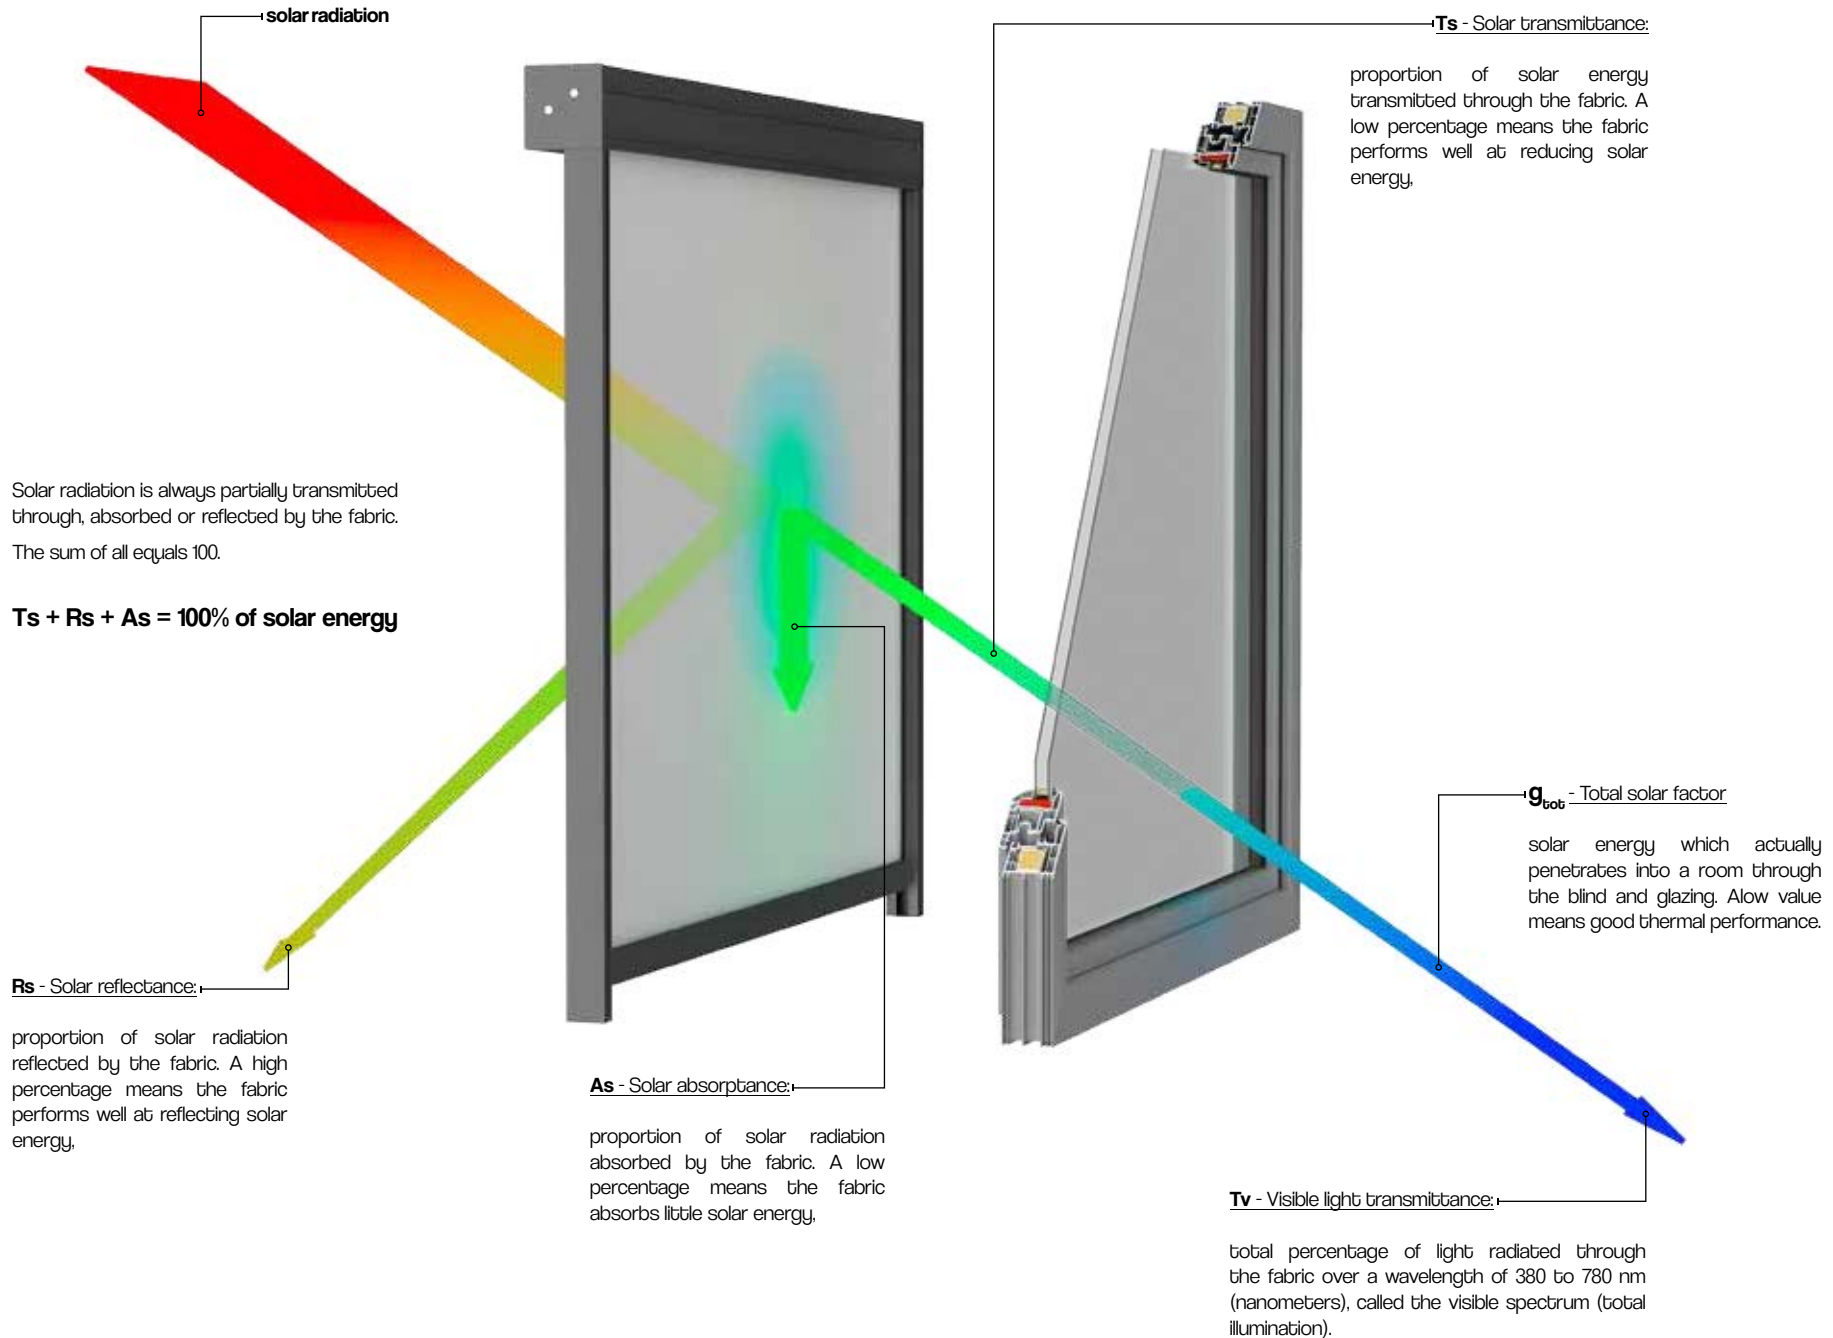 solar radiation
Ts - Solar transmittance:
proportion of solar energy
transmitted through the fabric. A
low percentage means the fabric
performs well at reducing solar
energy,
Solar radiation is always partially transmitted
through, absorbed or reflected by the fabric.
The sum of all equals 100.
Ts + Rs + As = 100% of solar energy
gtot - Total solar factor
solar energy which actually
penetrates into a room through
the blind and glazing. Alow value
means good thermal performance.
Rs - Solar reflectance:
proportion of solar radiation
reflected by the fabric. A high
percentage means the fabric
performs well at reflecting solar
energy,
As - Solar absorptance:
proportion of solar radiation
absorbed by the fabric. A low
percentage means the fabric
absorbs little solar energy,
Tv - Visible light transmittance:
total percentage of light radiated through
the fabric over a wavelength of 380 to 780 nm
(nanometers), called the visible spectrum (total
illumination).